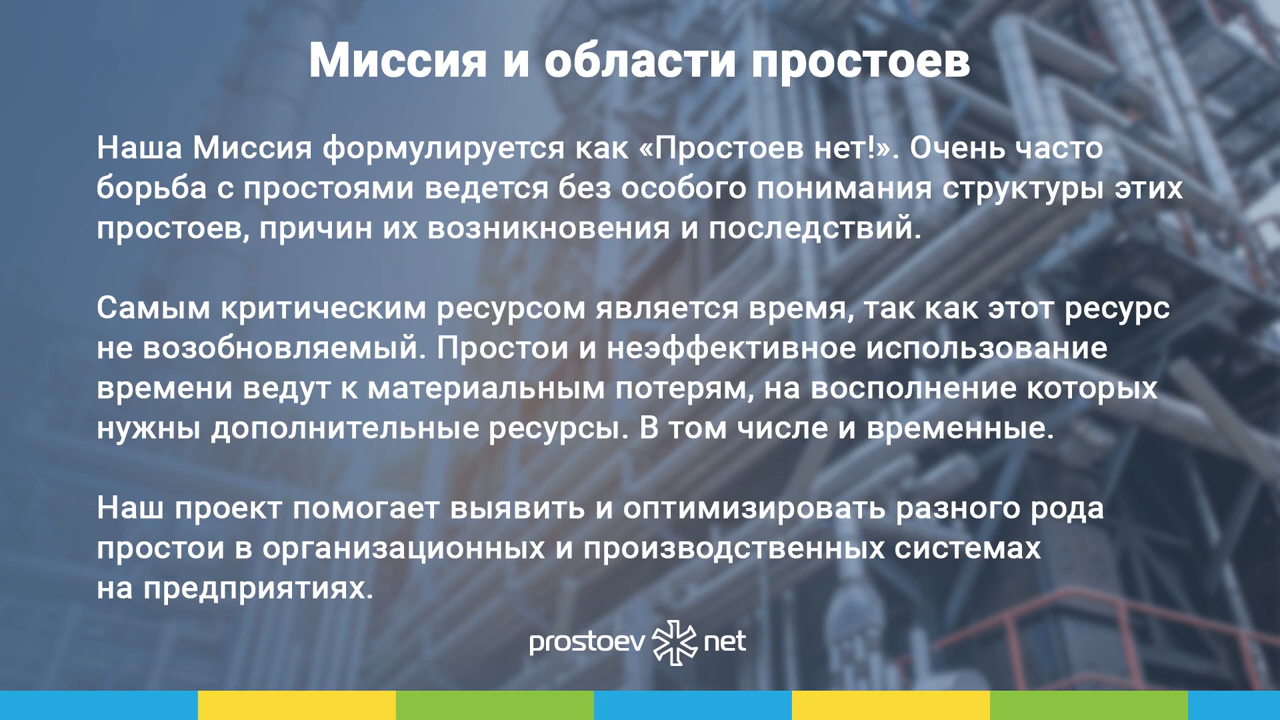 Миссия и области простоев
Наша Миссия формулируется как «Простоев нет!». Очень часто
борьба с простоями ведется без особого понимания структуры этих
простоев, причин их возникновения и последствий.
Самым критическим ресурсом является время, так как этот ресурс
не возобновляемый. Простои и неэффективное использование
времени ведут к материальным потерям, на восполнение которых
нужны дополнительные ресурсы. В том числе и временные.
Наш проект помогает выявить и оптимизировать разного рода
простои в организационных и производственных системах
на предприятиях.
prostoev net